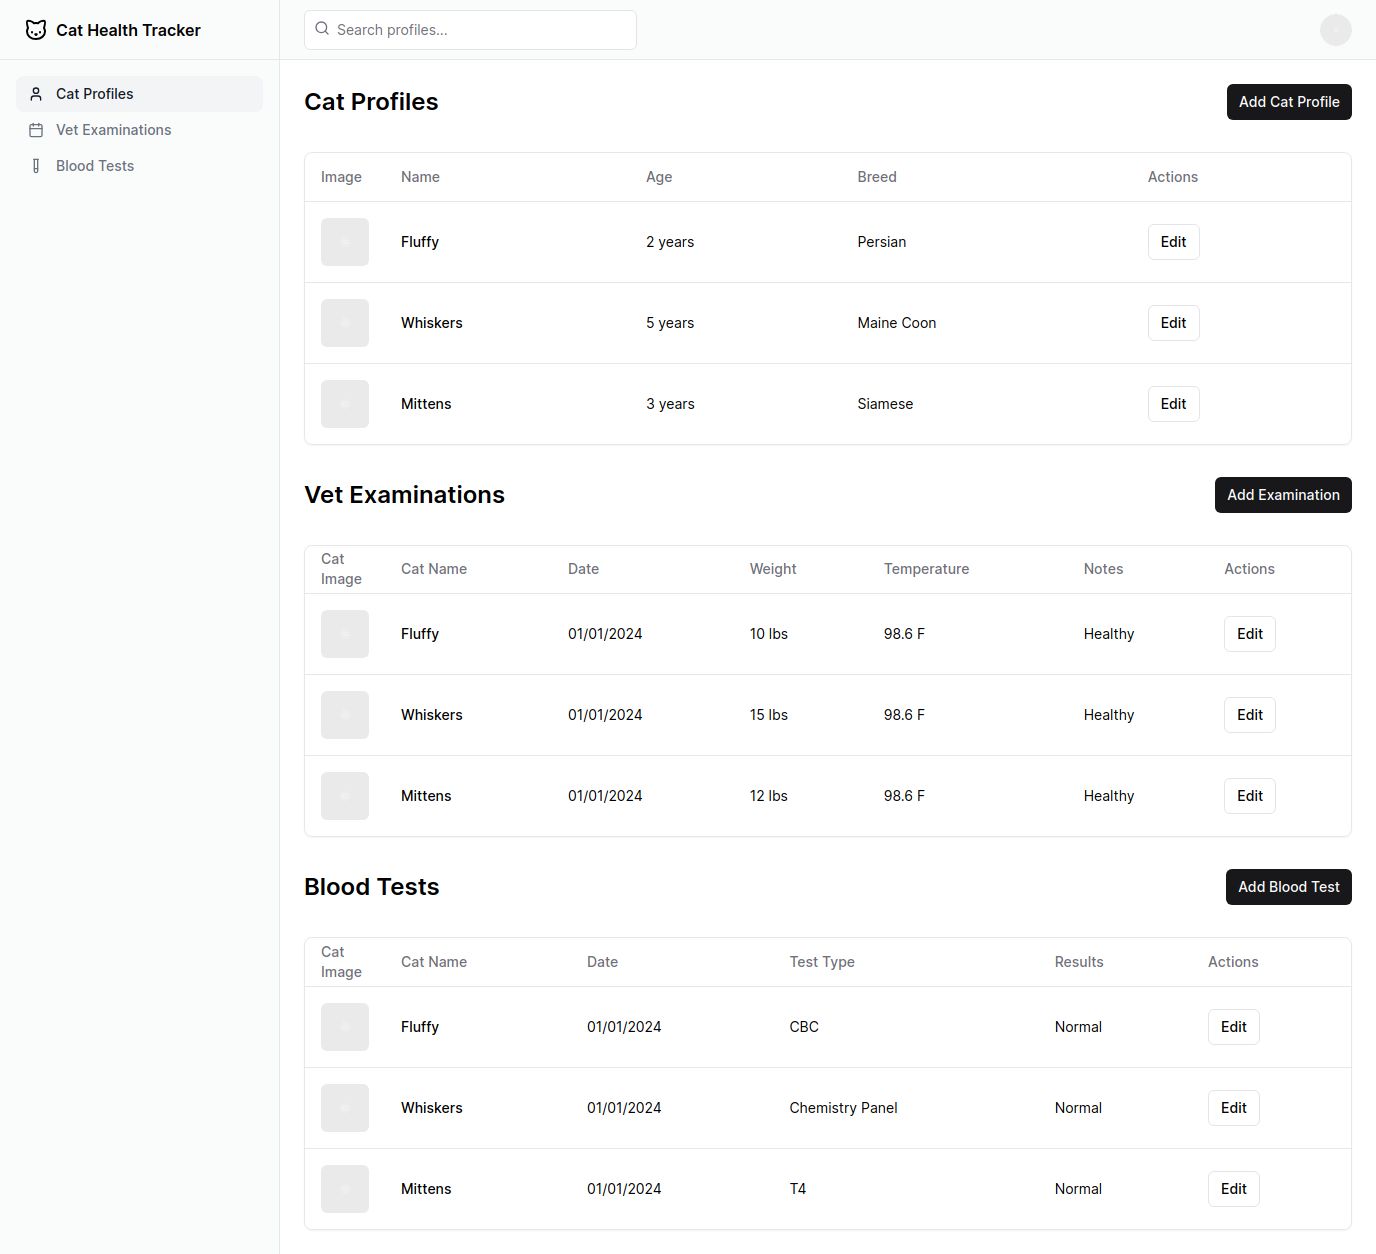 Cat Health Tracker
Search profiles...
Cat Profiles
Vet Examinations
Blood Tests
Cat Profiles
Add Cat Profile
Image Name Age Breed Actions
Fluffy 2 years Persian Edit
Whiskers 5 years Maine Coon Edit
Mittens 3 years Siamese Edit
Vet Examinations
Add Examination
Cat Image Cat Name Date Weight Temperature Notes Actions
Fluffy 01/01/2024 10 lbs 98.6 F Healthy Edit
Whiskers 01/01/2024 15 lbs 98.6 F Healthy Edit
Mittens 01/01/2024 12 lbs 98.6 F Healthy Edit
Blood Tests
Add Blood Test
Cat Image Cat Name Date Test Type Results Actions
Fluffy 01/01/2024 CBC Normal Edit
Whiskers 01/01/2024 Chemistry Panel Normal Edit
Mittens 01/01/2024 T4 Normal Edit